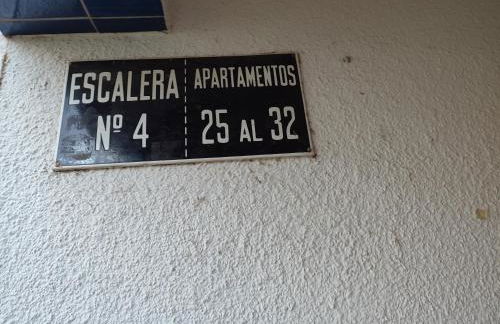 ESCALERA
Nº 4
APARTAMENTOS
25 AL 32